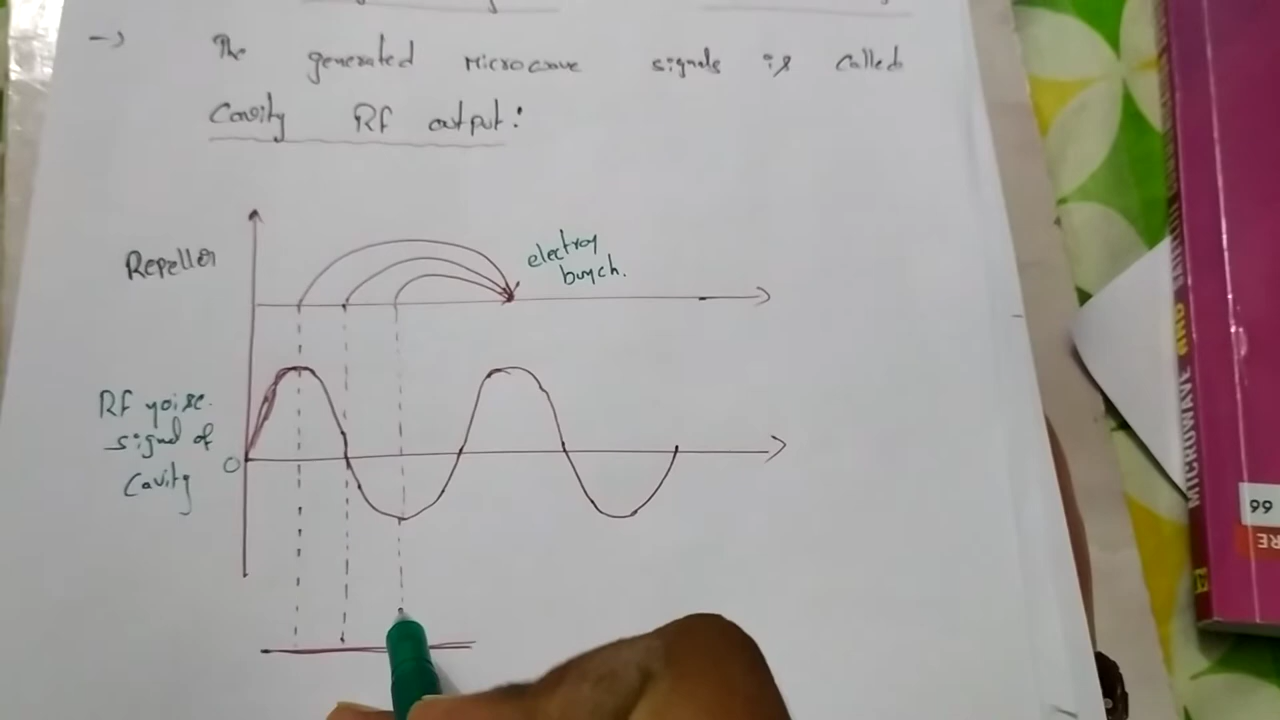 → The generated Microwave signals is called
Cavity RF output:
Repeller
electron
bunch.
RF noise
signal of
Cavity
0
MICROWAVE AND
99